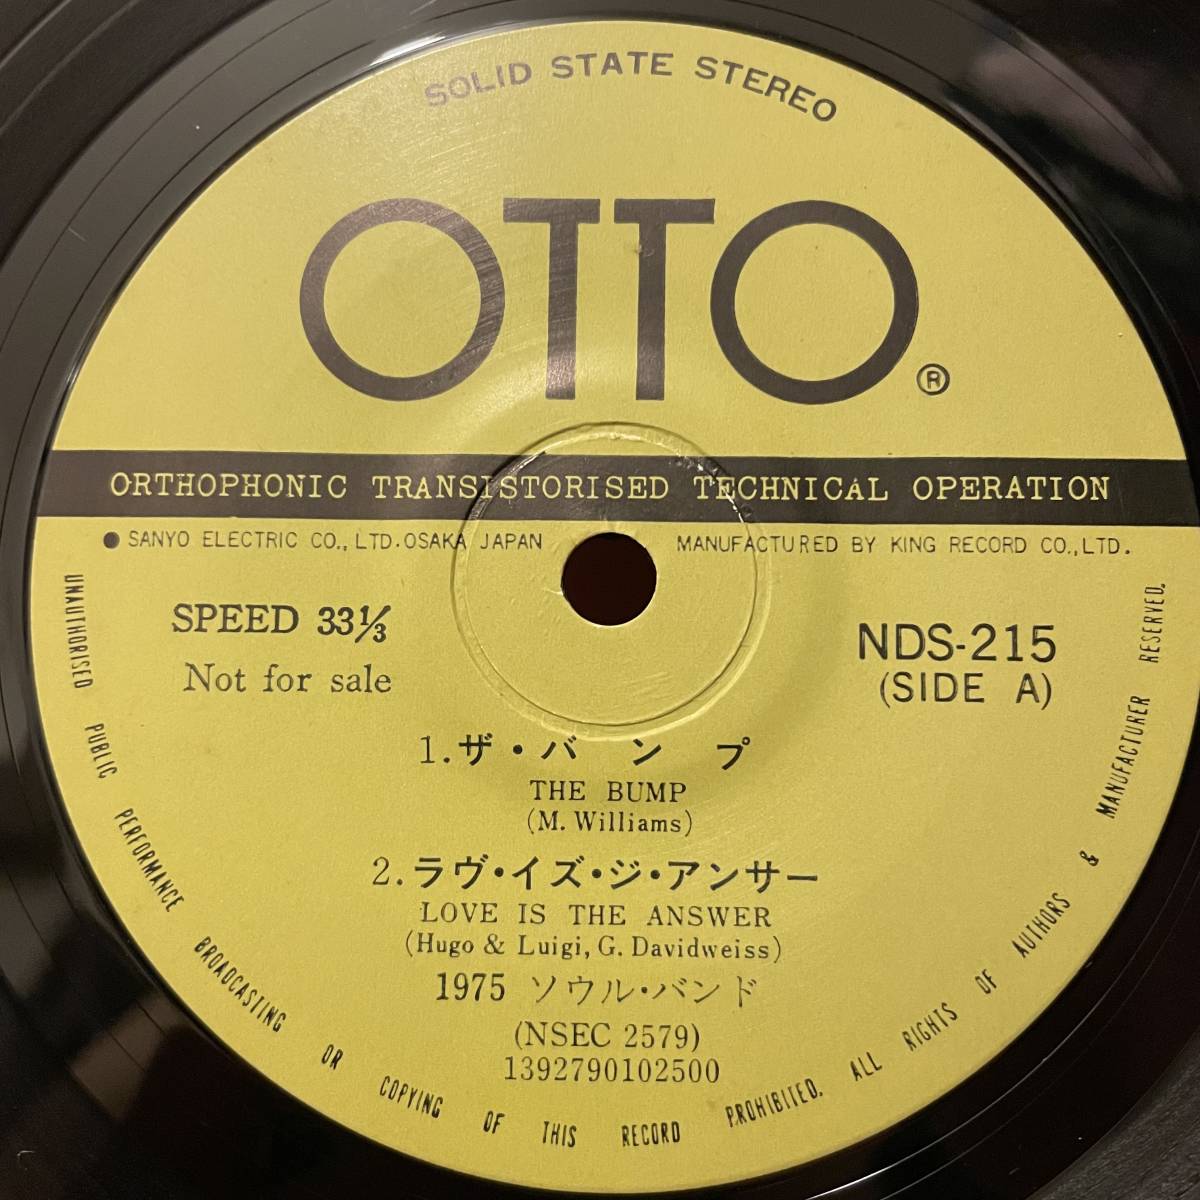 SOLID STATE STEREO
OTTO®
ORTHOPHONIC TRANSISTORISED TECHNICAL OPERATION
● SANYO ELECTRIC CO., LTD. OSAKA JAPAN
MANUFACTURED BY KING RECORD CO., LTD.
SPEED 33⅓
Not for sale
NDS-215
(SIDE A)
1. ザ・バンプ
THE BUMP
(M. Williams)
2. ラヴ・イズ・ジ・アンサー
LOVE IS THE ANSWER
(Hugo & Luigi, G. Davidweiss)
1975 ソウル・バンド
(NSEC 2579)
1392790102500
UNAUTHORISED PUBLIC PERFORMANCE BROADCASTING OR COPYING OF THIS RECORD PROHIBITED. ALL RIGHTS OF AUTHORS & MANUFACTURER RESERVED.